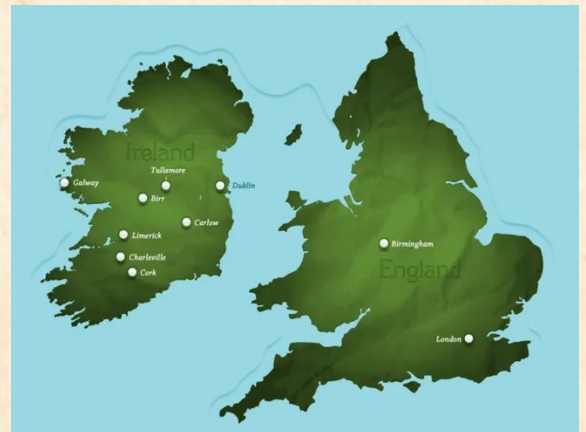 Ireland
Tullamore
Galway
Dublin
Birr
Carlow
Limerick
Birmingham
Charleville
England
Cork
London